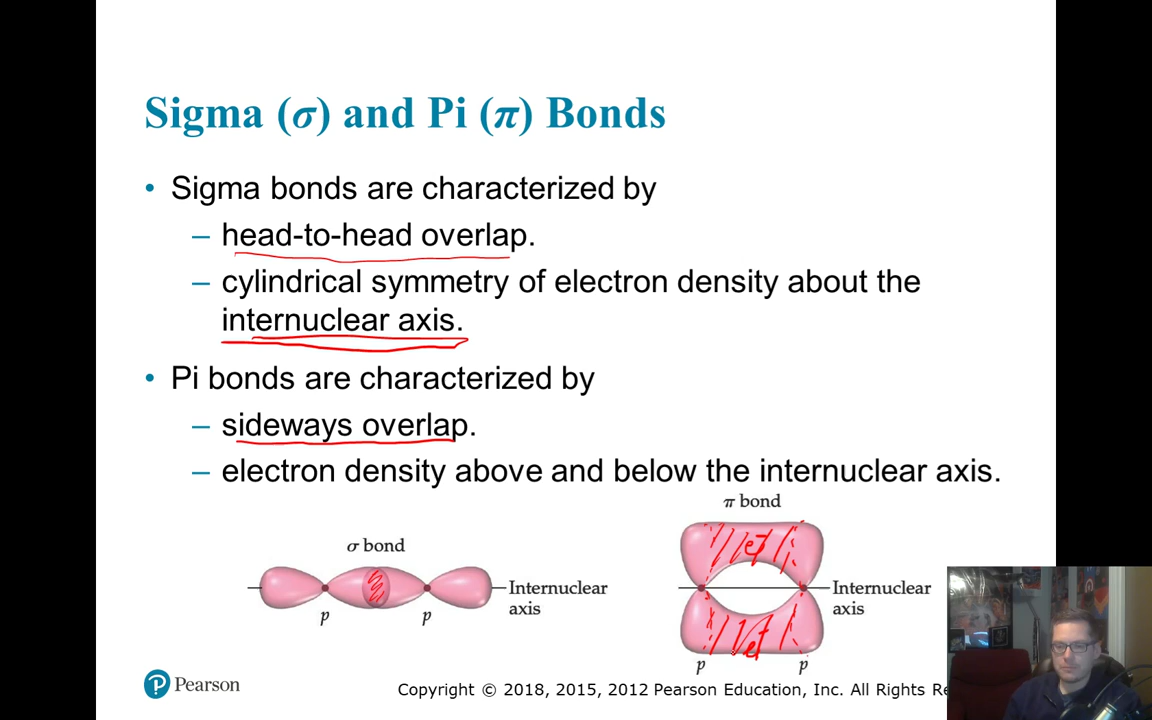 Sigma (σ) and Pi (π) Bonds
• Sigma bonds are characterized by
– head-to-head overlap.
– cylindrical symmetry of electron density about the
internuclear axis.
• Pi bonds are characterized by
– sideways overlap.
– electron density above and below the internuclear axis.
σ bond
Internuclear
axis
p
p
π bond
Internuclear
axis
p
p
Pearson
Copyright © 2018, 2015, 2012 Pearson Education, Inc. All Rights